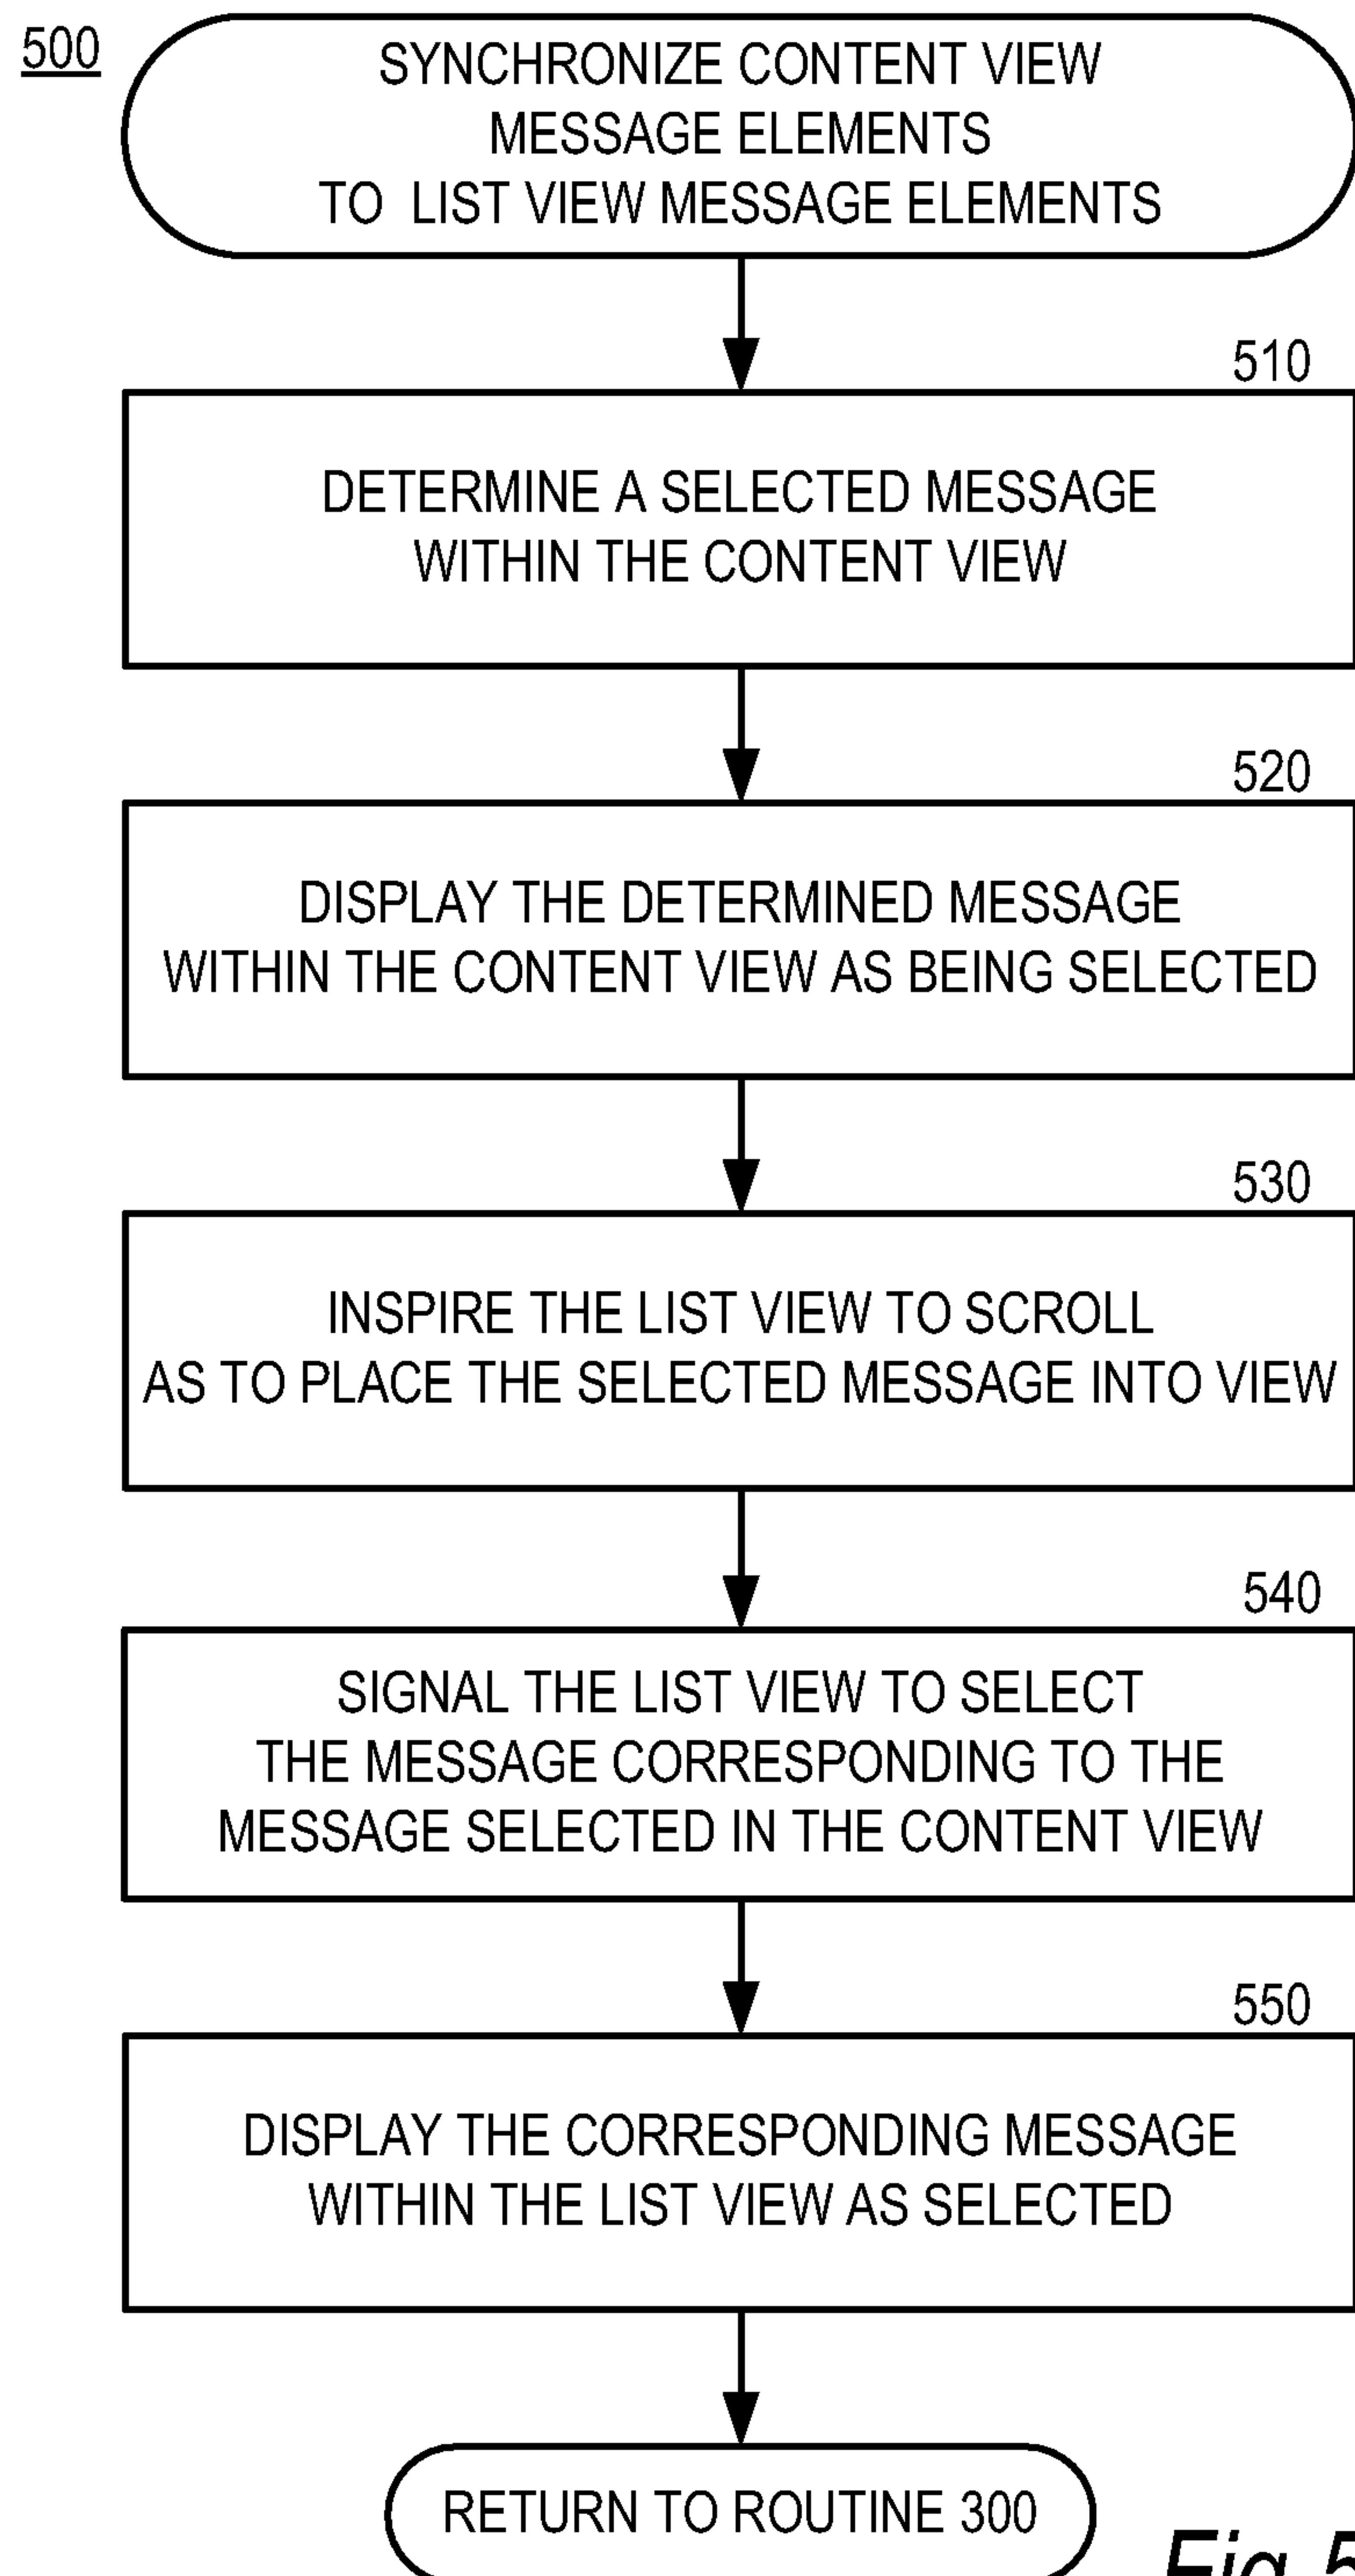 500
SYNCHRONIZE CONTENT VIEW
MESSAGE ELEMENTS
TO LIST VIEW MESSAGE ELEMENTS
510
DETERMINE A SELECTED MESSAGE
WITHIN THE CONTENT VIEW
520
DISPLAY THE DETERMINED MESSAGE
WITHIN THE CONTENT VIEW AS BEING SELECTED
530
INSPIRE THE LIST VIEW TO SCROLL
AS TO PLACE THE SELECTED MESSAGE INTO VIEW
540
SIGNAL THE LIST VIEW TO SELECT
THE MESSAGE CORRESPONDING TO THE
MESSAGE SELECTED IN THE CONTENT VIEW
550
DISPLAY THE CORRESPONDING MESSAGE
WITHIN THE LIST VIEW AS SELECTED
RETURN TO ROUTINE 300
Fig.5